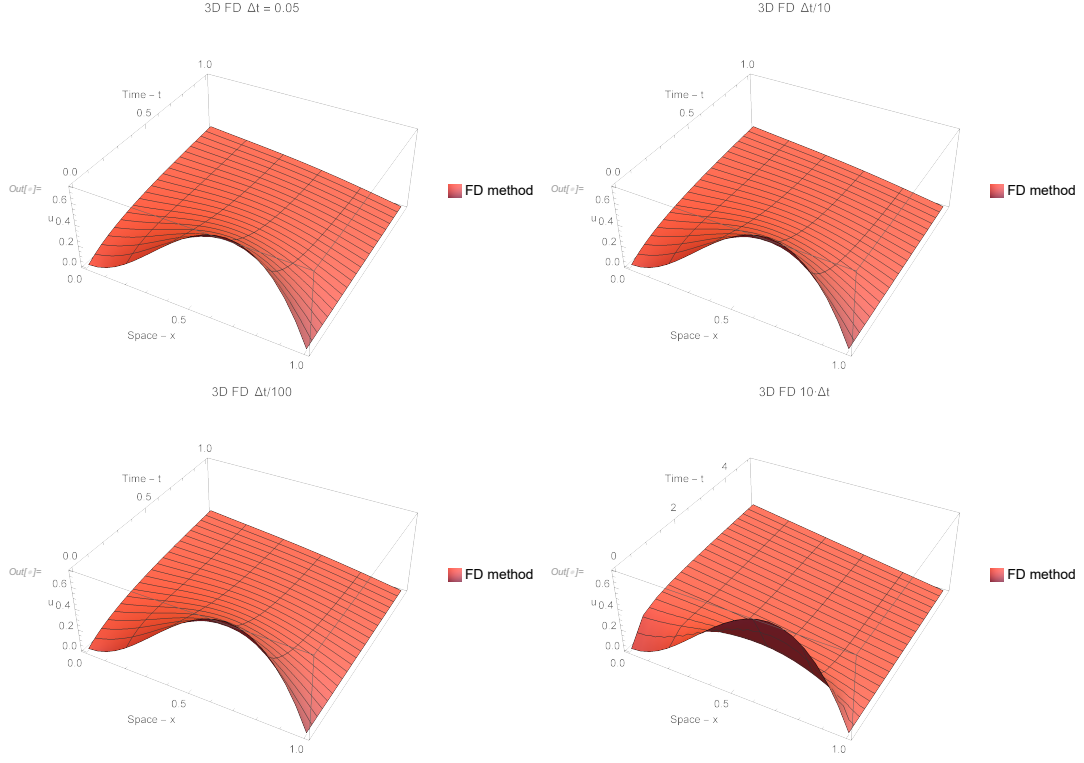 3D FD Δt = 0.05
1.0
Time – t
0.5
0.0
Out[∘]=
0.6
u 0.4
0.2
0.0
0.0
0.5
Space – x
1.0
FD method
3D FD Δt/10
1.0
Time – t
0.5
0.0
Out[∘]=
0.6
u 0.4
0.2
0.0
0.0
0.5
Space – x
1.0
FD method
3D FD Δt/100
1.0
Time – t
0.5
0.0
Out[∘]=
0.6
u 0.4
0.2
0.0
0.0
0.5
Space – x
1.0
FD method
3D FD 10·Δt
4
Time – t
2
0
Out[∘]=
0.6
u 0.4
0.2
0.0
0.0
0.5
Space – x
1.0
FD method